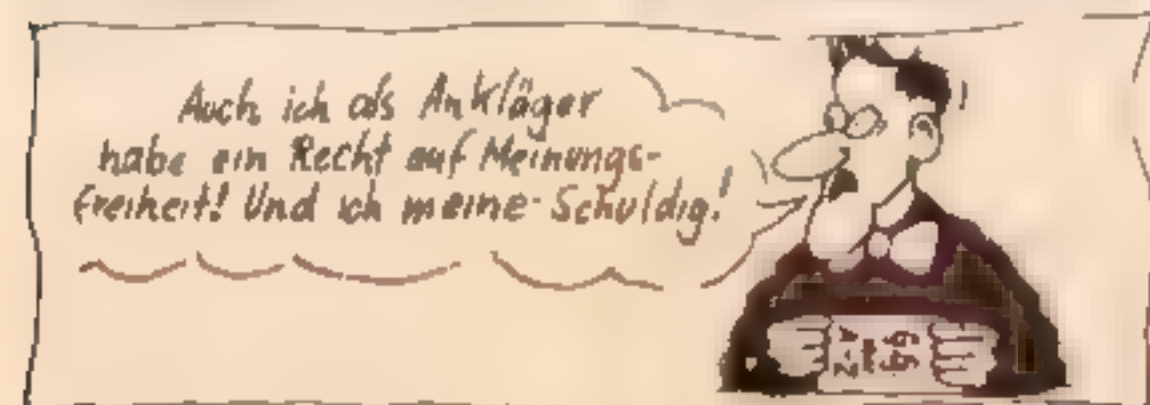 Auch ich als Ankläger
habe ein Recht auf Meinungs-
Freiheit! Und ich meine - Schuldig!